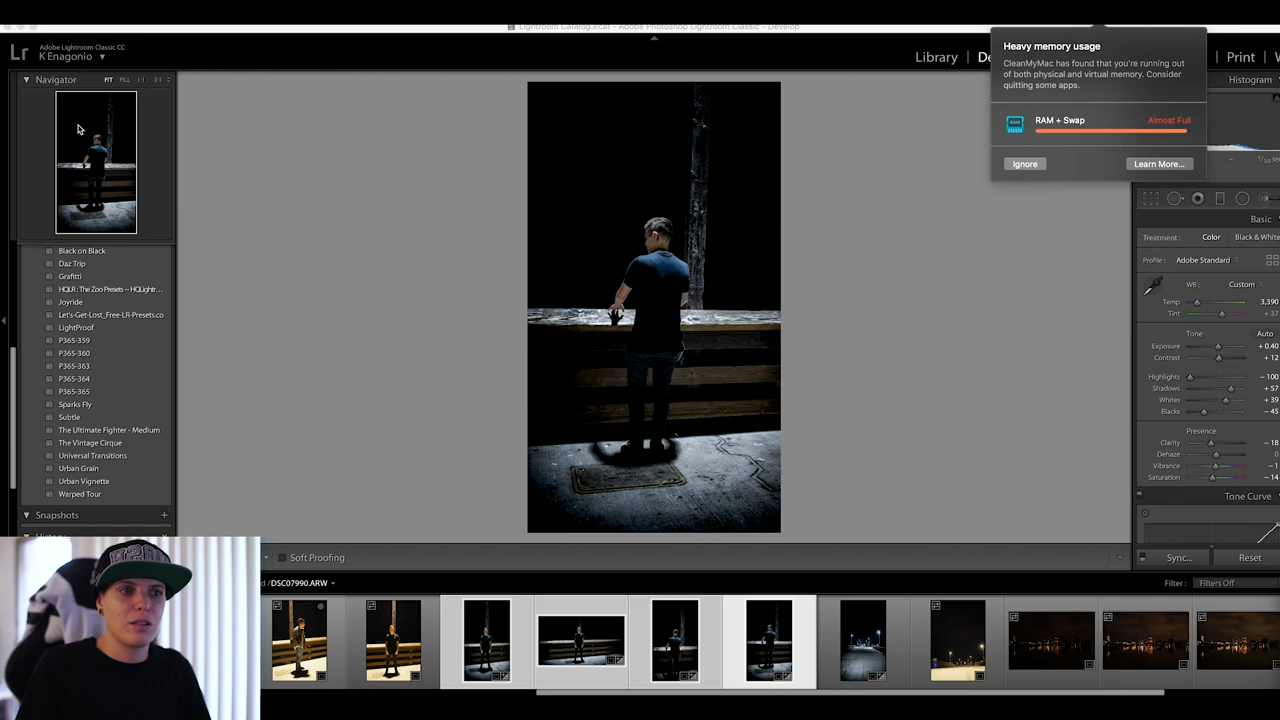 Lightroom Catalog.lrcat - Adobe Photoshop Lightroom Classic - Develop
Lr
Adobe Lightroom Classic CC
K Enagonio
Library
Print
Heavy memory usage
CleanMyMac has found that you're running out
of both physical and virtual memory. Consider
quitting some apps.
RAM
RAM + Swap
Almost Full
Ignore
Learn More...
Navigator
FIT
FILL
1:1
3:1
Black on Black
Daz Trip
Grafitti
HQLR : The Zoo Presets ~ HQLightr...
Joyride
Let's-Get-Lost_Free-LR-Presets.co
LightProof
P365-359
P365-360
P365-363
P365-364
P365-365
Sparks Fly
Subtle
The Ultimate Fighter - Medium
The Vintage Cirque
Universal Transitions
Urban Grain
Urban Vignette
Warped Tour
Snapshots
Histogram
Basic
Treatment: Color Black & White
Profile: Adobe Standard
WB: Custom
Temp 3,390
Tint + 37
Tone Auto
Exposure + 0.40
Contrast + 12
Highlights – 100
Shadows + 57
Whites + 39
Blacks – 45
Presence
Clarity – 18
Dehaze 0
Vibrance – 1
Saturation – 14
Tone Curve
Sync...
Reset
Soft Proofing
/DSC07990.ARW
Filter: Filters Off